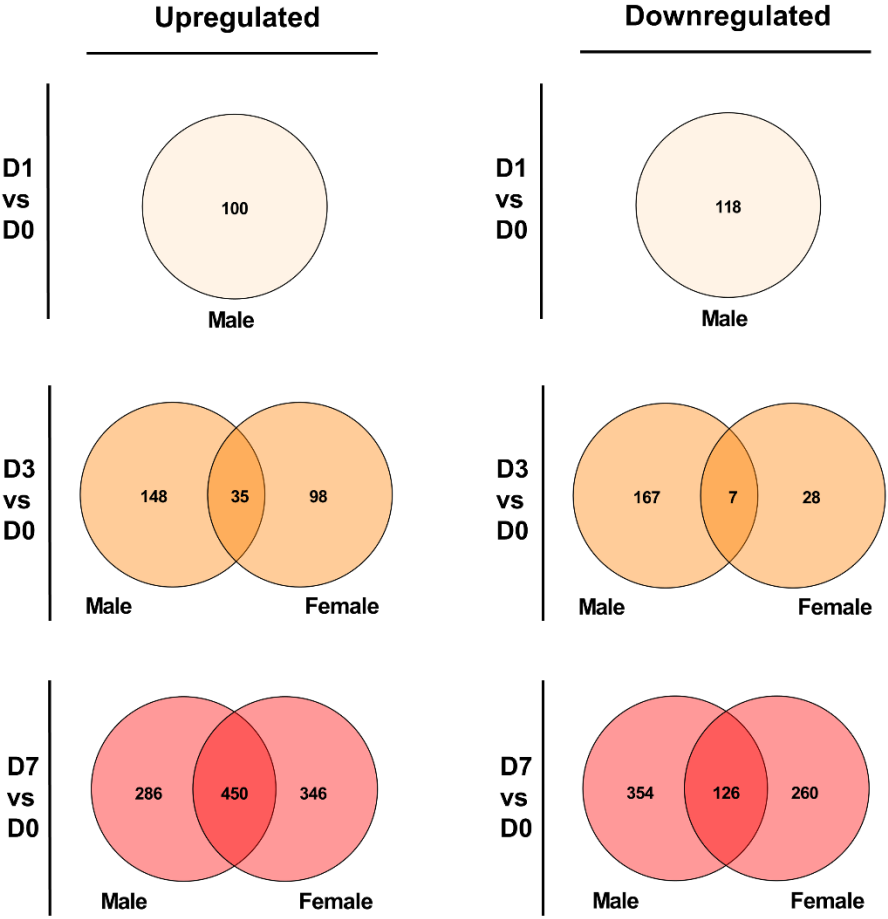 Upregulated
Downregulated
D1
vs
D0
100
Male
D1
vs
D0
118
Male
D3
vs
D0
148
35
98
Male
Female
D3
vs
D0
167
7
28
Male
Female
D7
vs
D0
286
450
346
Male
Female
D7
vs
D0
354
126
260
Male
Female